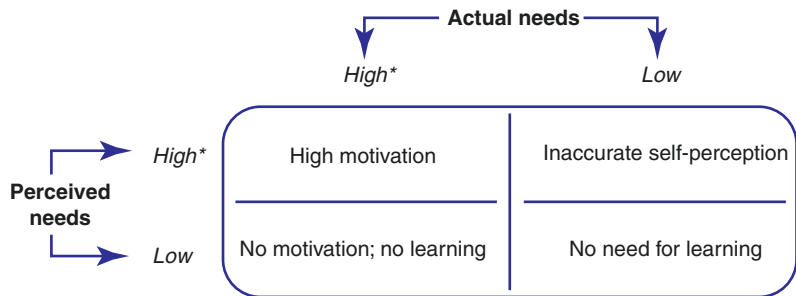 Actual needs
High* Low
High* High motivation Inaccurate self-perception
Perceived
needs
Low No motivation; no learning No need for learning